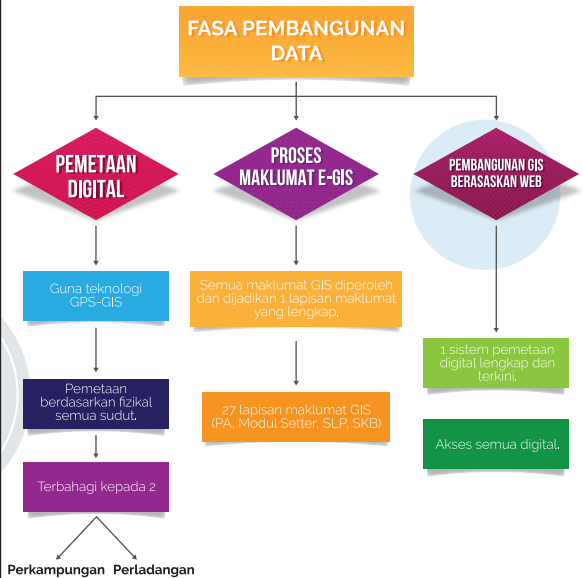 FASA PEMBANGUNAN
DATA
PEMETAAN
DIGITAL
PROSES
MAKLUMAT E-GIS
PEMBANGUNAN GIS
BERASASKAN WEB
Guna teknologi
GPS-GIS
Pemetaan
berdasarkan fizikal
semua sudut.
Terbahagi kepada 2
Perkampungan
Perladangan
Semua maklumat GIS diperoleh
dan dijadikan 1 lapisan maklumat
yang lengkap.
27 lapisan maklumat GIS
(PA, Modul Setter, SLP, SKB)
1 sistem pemetaan
digital lengkap dan
terkini.
Akses semua digital.